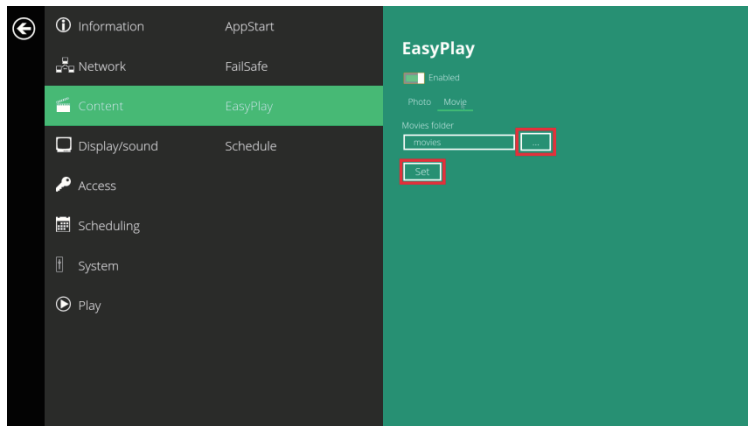 Information
Network
Content
Display/sound
Access
Scheduling
System
Play
AppStart
FailSafe
EasyPlay
Schedule
EasyPlay
Enabled
Photo Movie
Movies folder
movies ...
Set